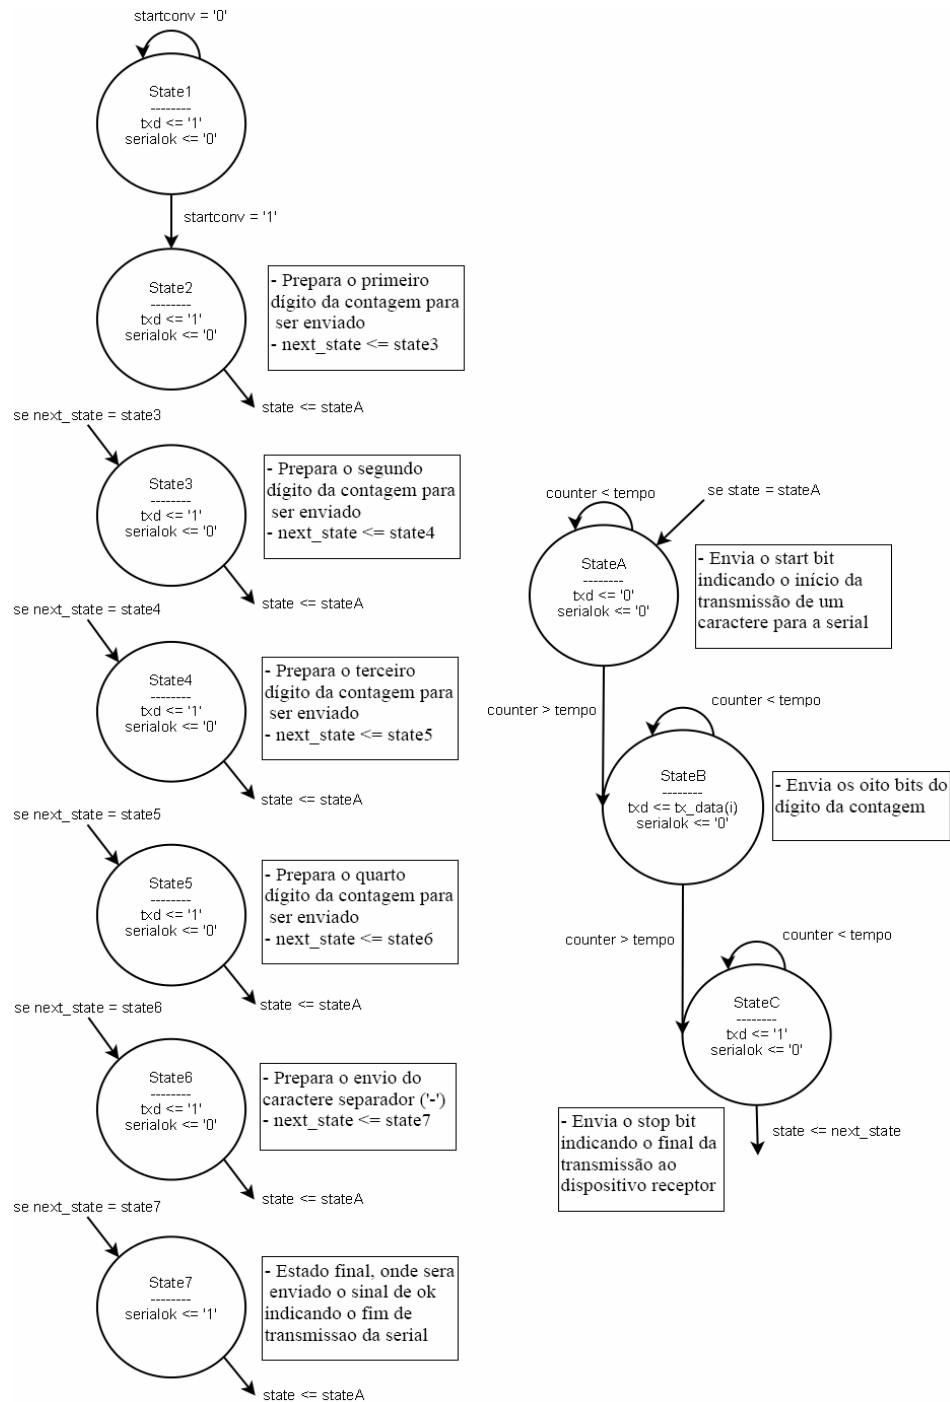 startconv = '0'
State1
--------
txd <= '1'
serialok <= '0'
startconv = '1'
State2
--------
txd <= '1'
serialok <= '0'
- Prepara o primeiro
dígito da contagem para
ser enviado
- next_state <= state3
state <= stateA
se next_state = state3
State3
--------
txd <= '1'
serialok <= '0'
- Prepara o segundo
dígito da contagem para
ser enviado
- next_state <= state4
state <= stateA
se next_state = state4
State4
--------
txd <= '1'
serialok <= '0'
- Prepara o terceiro
dígito da contagem para
ser enviado
- next_state <= state5
state <= stateA
se next_state = state5
State5
--------
txd <= '1'
serialok <= '0'
- Prepara o quarto
dígito da contagem para
ser enviado
- next_state <= state6
state <= stateA
se next_state = state6
State6
--------
txd <= '1'
serialok <= '0'
- Prepara o envio do
caractere separador ('-')
- next_state <= state7
state <= stateA
se next_state = state7
State7
--------
serialok <= '1'
- Estado final, onde sera
enviado o sinal de ok
indicando o fim de
transmissao da serial
state <= stateA
counter < tempo
se state = stateA
StateA
--------
txd <= '0'
serialok <= '0'
- Envia o start bit
indicando o início da
transmissão de um
caractere para a serial
counter > tempo
counter < tempo
StateB
--------
txd <= tx_data(i)
serialok <= '0'
- Envia os oito bits do
dígito da contagem
counter > tempo
counter < tempo
StateC
--------
txd <= '1'
serialok <= '0'
- Envia o stop bit
indicando o final da
transmissão ao
dispositivo receptor
state <= next_state